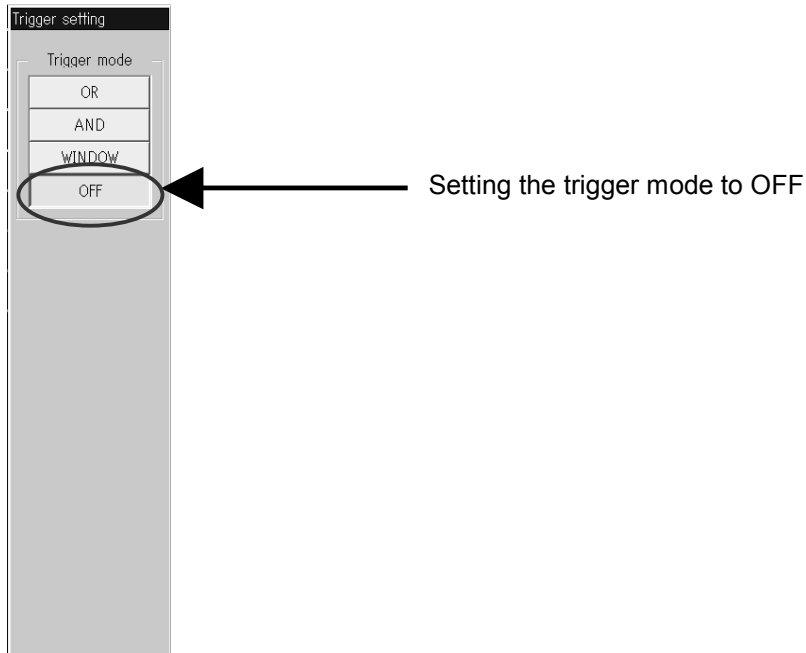 Trigger setting
Trigger mode
OR
AND
WINDOW
OFF
Setting the trigger mode to OFF